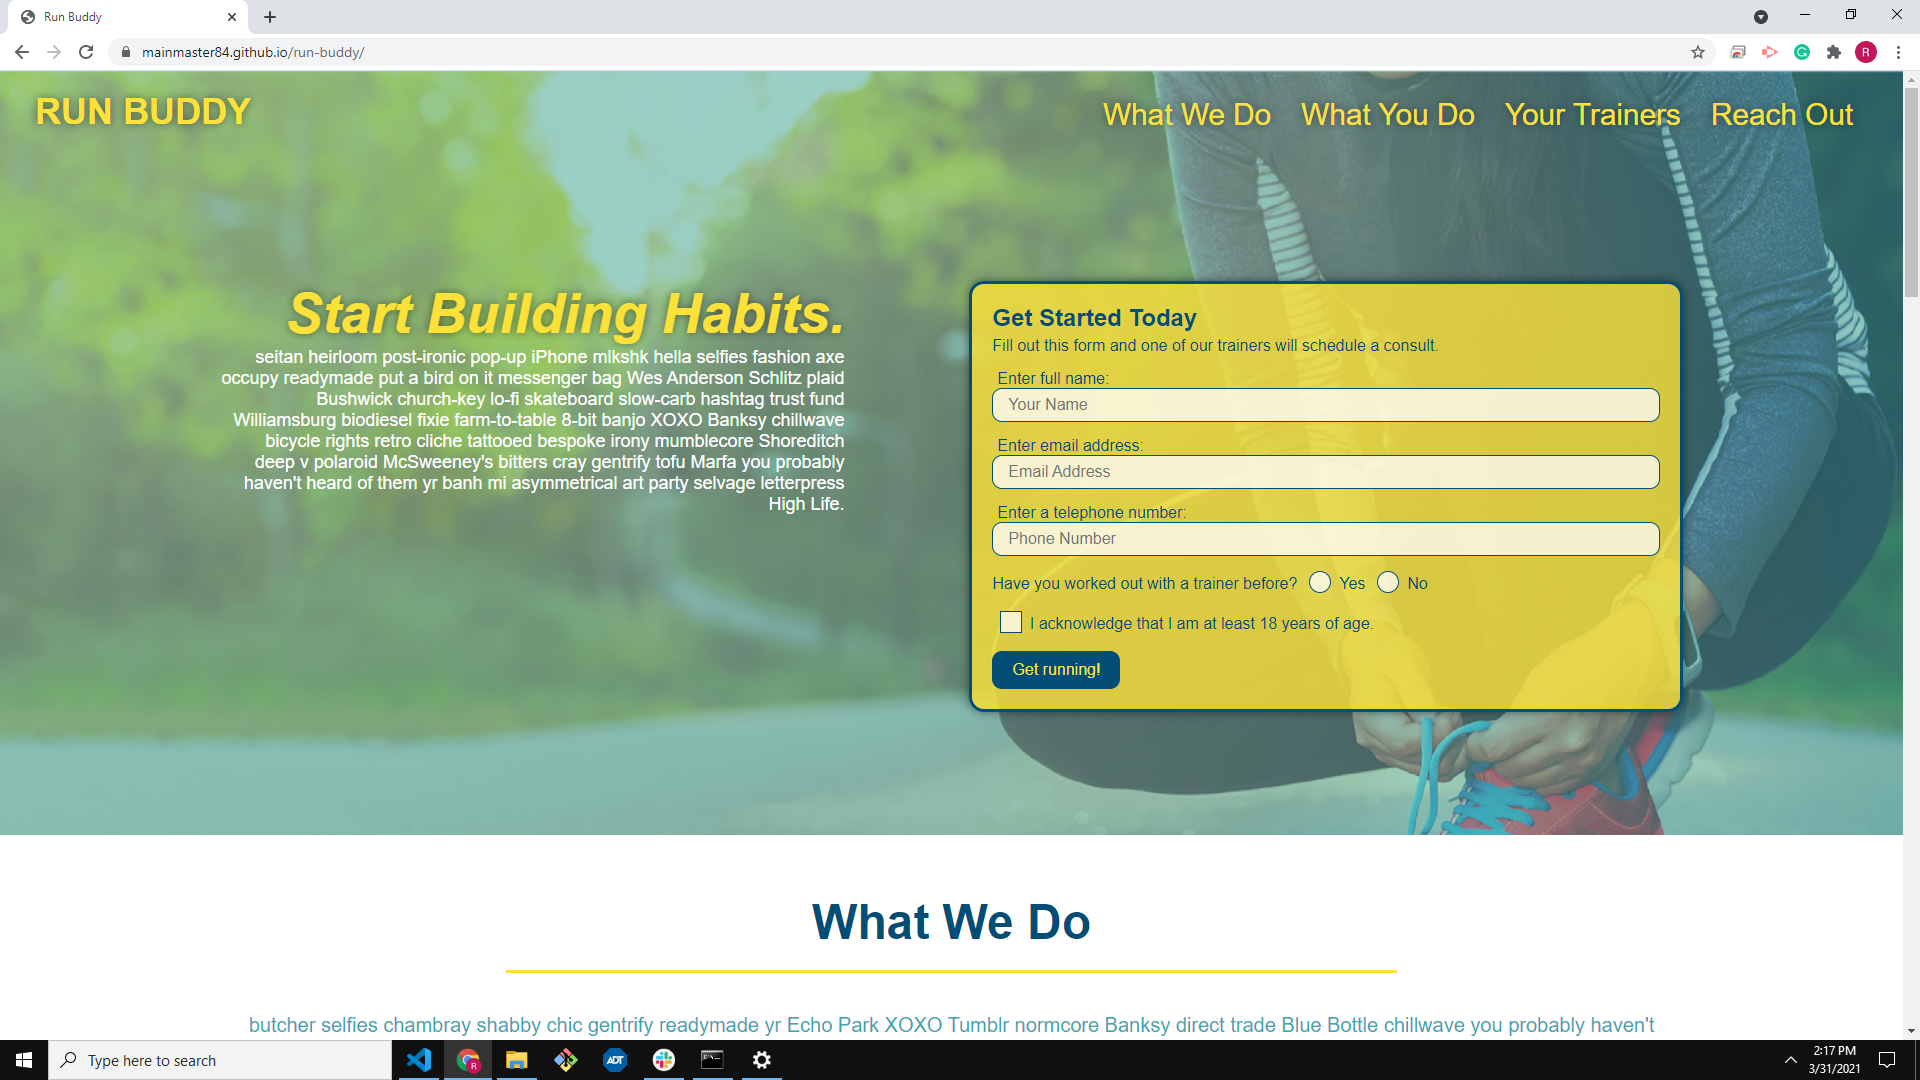 Run Buddy
mainmaster84.github.io/run-buddy/
R
RUN BUDDY
What We Do
What You Do
Your Trainers
Reach Out
Start Building Habits.
seitan heirloom post-ironic pop-up iPhone mlkshk hella selfies fashion axe
occupy readymade put a bird on it messenger bag Wes Anderson Schlitz plaid
Bushwick church-key lo-fi skateboard slow-carb hashtag trust fund
Williamsburg biodiesel fixie farm-to-table 8-bit banjo XOXO Banksy chillwave
bicycle rights retro cliche tattooed bespoke irony mumblecore Shoreditch
deep v polaroid McSweeney's bitters cray gentrify tofu Marfa you probably
haven't heard of them yr banh mi asymmetrical art party selvage letterpress
High Life.
Get Started Today
Fill out this form and one of our trainers will schedule a consult.
Enter full name:
Your Name
Enter email address:
Email Address
Enter a telephone number:
Phone Number
Have you worked out with a trainer before? Yes No
I acknowledge that I am at least 18 years of age.
Get running!
What We Do
butcher selfies chambray shabby chic gentrify readymade yr Echo Park XOXO Tumblr normcore Banksy direct trade Blue Bottle chillwave you probably haven't
Type here to search
R
ADT
2:17 PM
3/31/2021